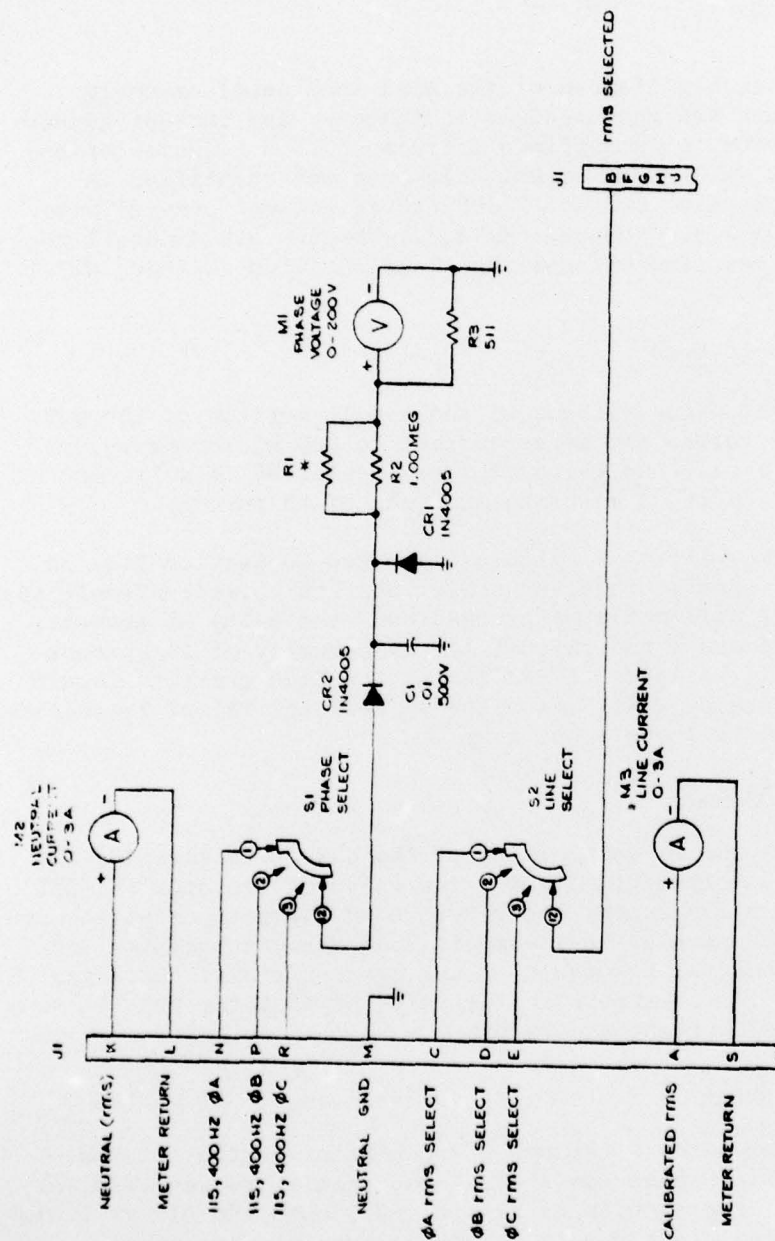 J1
NEUTRAL (rms)
K
METER RETURN
L
115, 400 HZ ØA
N
115, 400 HZ ØB
P
115, 400 HZ ØC
R
NEUTRAL GND
M
ØA rms SELECT
C
ØB rms SELECT
D
ØC rms SELECT
E
CALIBRATED rms
A
METER RETURN
S
M2
NEUTRAL
CURRENT
0-3A
+
A
-
1
2
3
12
S1
PHASE
SELECT
CR2
1N4005
C1
.01
500V
CR1
1N4005
R1
*
R2
1.00 MEG
M1
PHASE
VOLTAGE
0-200V
+
V
-
R3
511
1
2
3
12
S2
LINE
SELECT
M3
LINE CURRENT
0-3A
+
A
-
J1
B
F
G
H
J
rms SELECTED